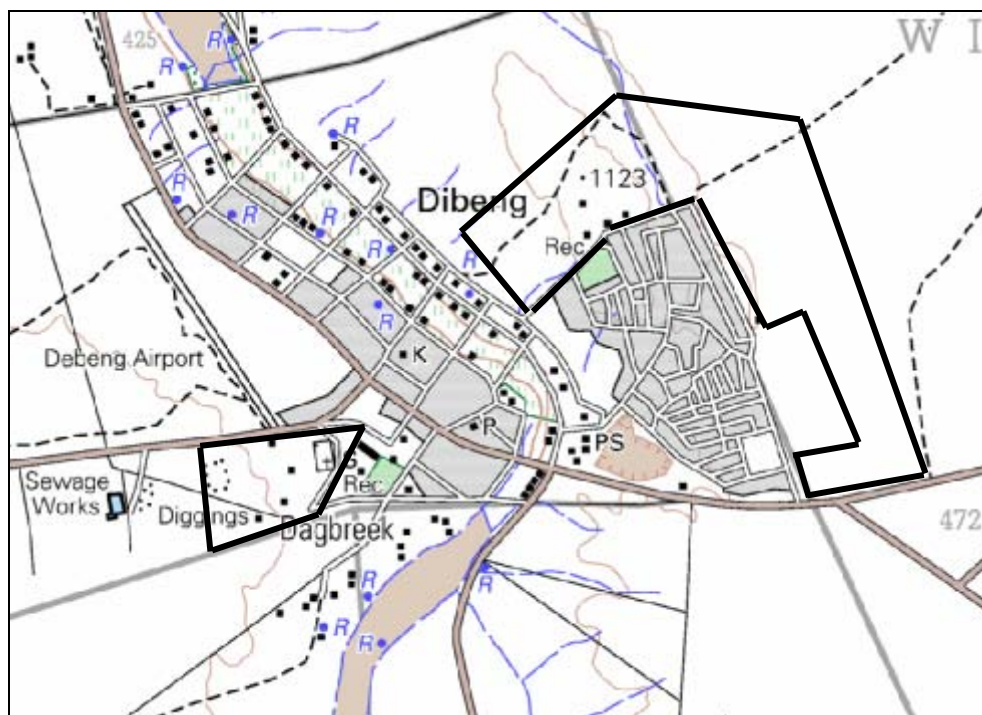 W I
425
R
R
R
R
R
R
R
R
R
Dibeng
1123
Rec
K
P
PS
Debeng Airport
Sewage
Works
Diggings
Rec
Dagbreek
472
R
R
R
R